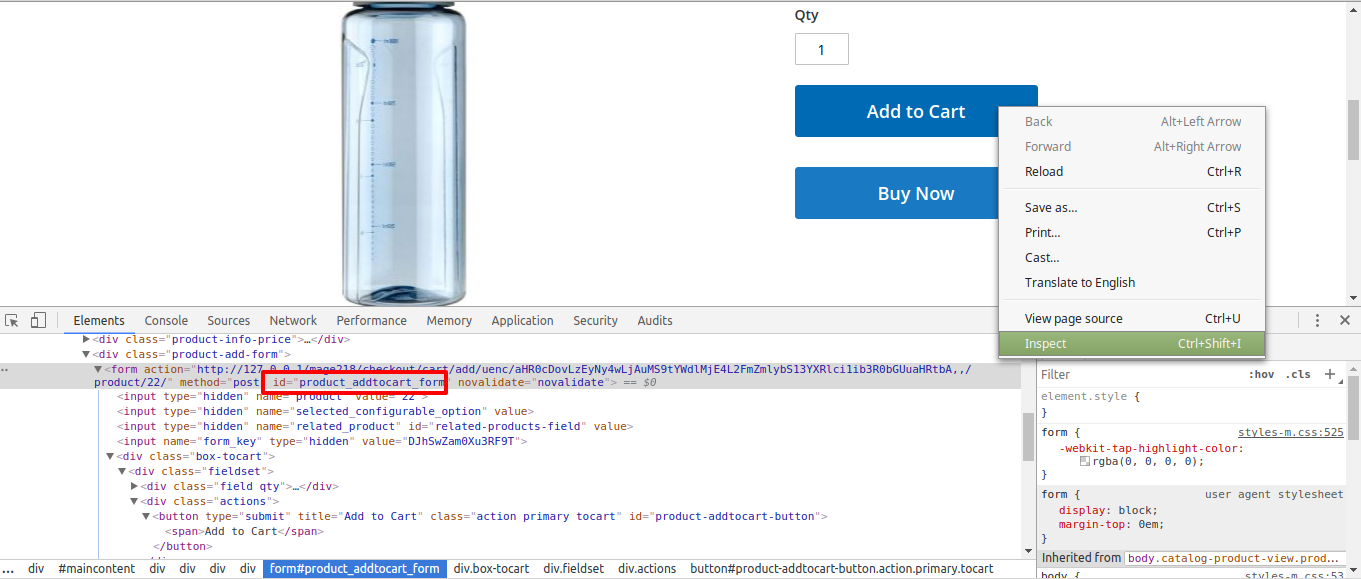 Qty
1
Add to Cart
Buy Now
Back Alt+Left Arrow
Forward Alt+Right Arrow
Reload Ctrl+R
Save as... Ctrl+S
Print... Ctrl+P
Cast...
Translate to English
View page source Ctrl+U
Inspect Ctrl+Shift+I
Elements Console Sources Network Performance Memory Application Security Audits
<div class="product-info-price">…</div>
<div class="product-add-form">
<form action="http://127.0.0.1/mage218/checkout/cart/add/uenc/aHR0cDovLzEyNy4wLjAuMS9tYWdlMjE4L2FmZmlybS13YXRlci1ib3R0bGUuaHRtbA,,/
product/22/" method="post" id="product_addtocart_form" novalidate="novalidate"> == $0
<input type="hidden" name="product" value="22">
<input type="hidden" name="selected_configurable_option" value>
<input type="hidden" name="related_product" id="related-products-field" value>
<input name="form_key" type="hidden" value="DJhSwZam0Xu3RF9T">
<div class="box-tocart">
<div class="fieldset">
<div class="field qty">…</div>
<div class="actions">
<button type="submit" title="Add to Cart" class="action primary tocart" id="product-addtocart-button">
<span>Add to Cart</span>
</button>
... div #maincontent div div div div form#product_addtocart_form div.box-tocart div.fieldset div.actions button#product-addtocart-button.action.primary.tocart
Filter :hov .cls +
element.style {
}
form { styles-m.css:525
-webkit-tap-highlight-color:
rgba(0, 0, 0, 0);
}
form { user agent stylesheet
display: block;
margin-top: 0em;
}
Inherited from body.catalog-product-view.prod...
body { styles-m.css:53